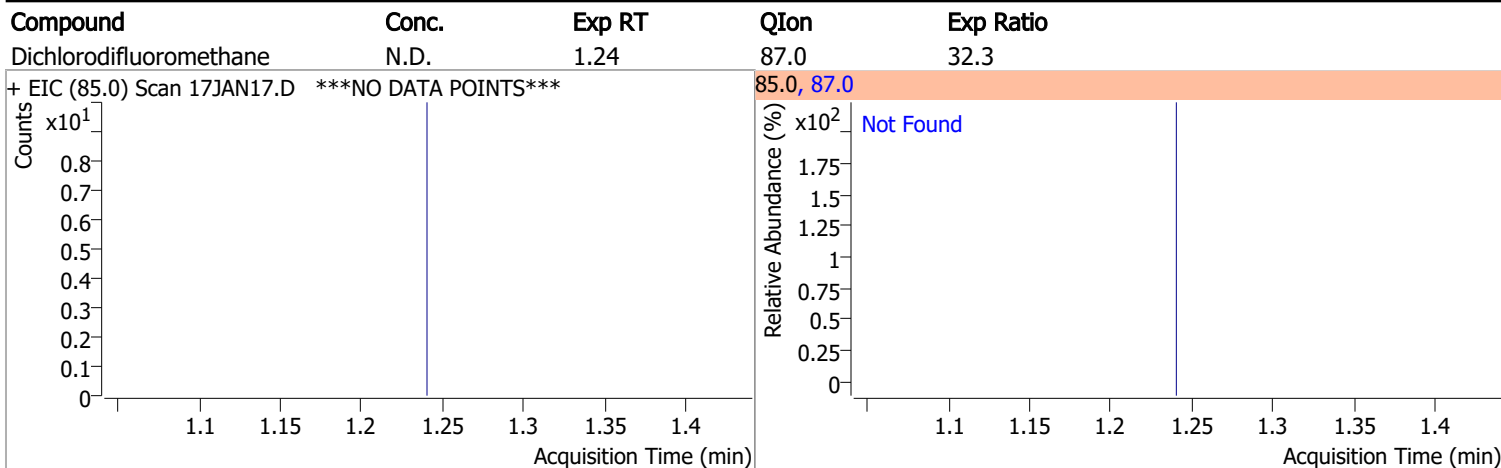 Compound Conc. Exp RT QIon Exp Ratio
Dichlorodifluoromethane N.D. 1.24 87.0 32.3
+ EIC (85.0) Scan 17JAN17.D ***NO DATA POINTS***
Counts
x10^1
0.8
0.7
0.6
0.5
0.4
0.3
0.2
0.1
0
1.1 1.15 1.2 1.25 1.3 1.35 1.4
Acquisition Time (min)
85.0, 87.0
Relative Abundance (%)
x10^2
Not Found
1.75
1.5
1.25
1
0.75
0.5
0.25
0
1.1 1.15 1.2 1.25 1.3 1.35 1.4
Acquisition Time (min)